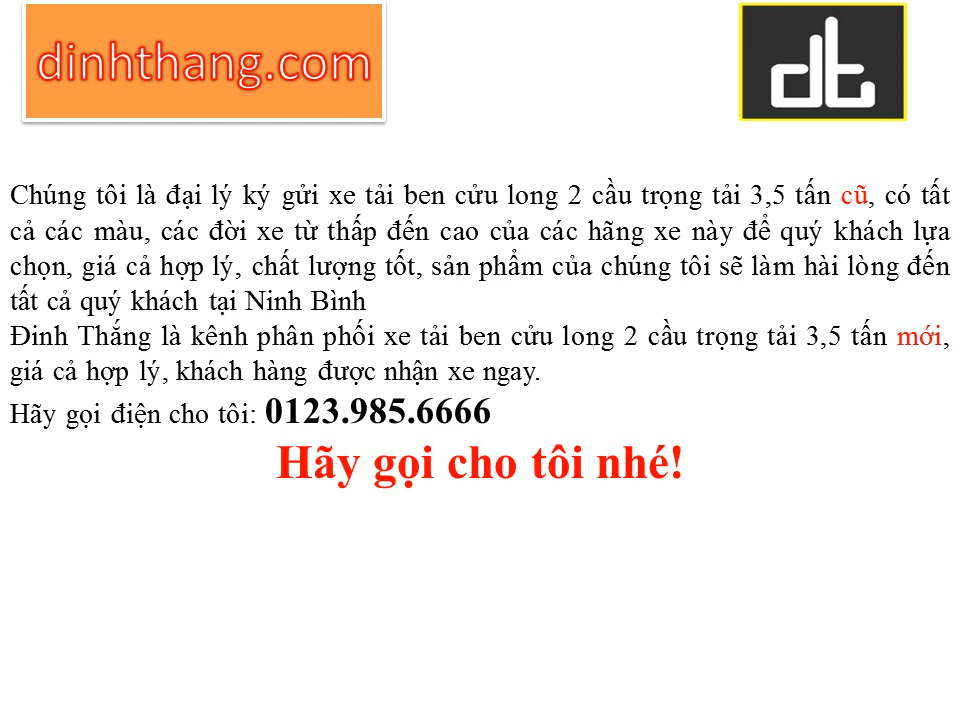 dinhthang.com
dt
Chúng tôi là đại lý ký gửi xe tải ben cửu long 2 cầu trọng tải 3,5 tấn cũ, có tất
cả các màu, các đời xe từ thấp đến cao của các hãng xe này để quý khách lựa
chọn, giá cả hợp lý, chất lượng tốt, sản phẩm của chúng tôi sẽ làm hài lòng đến
tất cả quý khách tại Ninh Bình
Đinh Thắng là kênh phân phối xe tải ben cửu long 2 cầu trọng tải 3,5 tấn mới,
giá cả hợp lý, khách hàng được nhận xe ngay.
Hãy gọi điện cho tôi: 0123.985.6666
Hãy gọi cho tôi nhé!